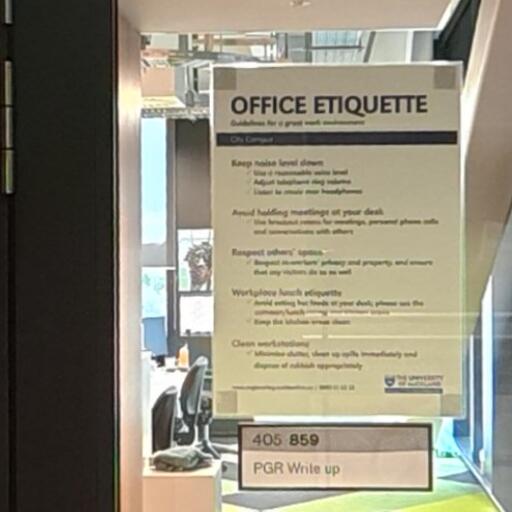 OFFICE ETIQUETTE
Guidelines for a great work environment
City Campus
Keep noise level down
Use a reasonable voice level
Adjust telephone ring volume
Listen to music over headphones
Avoid holding meetings at your desk
Use breakout rooms for meetings, personal phone calls
and conversations with others
Respect others' space
Respect co-workers' privacy and property, and ensure
that any visitors do so as well
Workplace lunch etiquette
Avoid eating hot foods at your desk; please use the
common/lunch and kitchen areas
Keep the kitchen areas clean
Clean workstations
Minimise clutter, clean up spills immediately and
dispose of rubbish appropriately
THE UNIVERSITY
OF AUCKLAND
405 859
PGR Write up